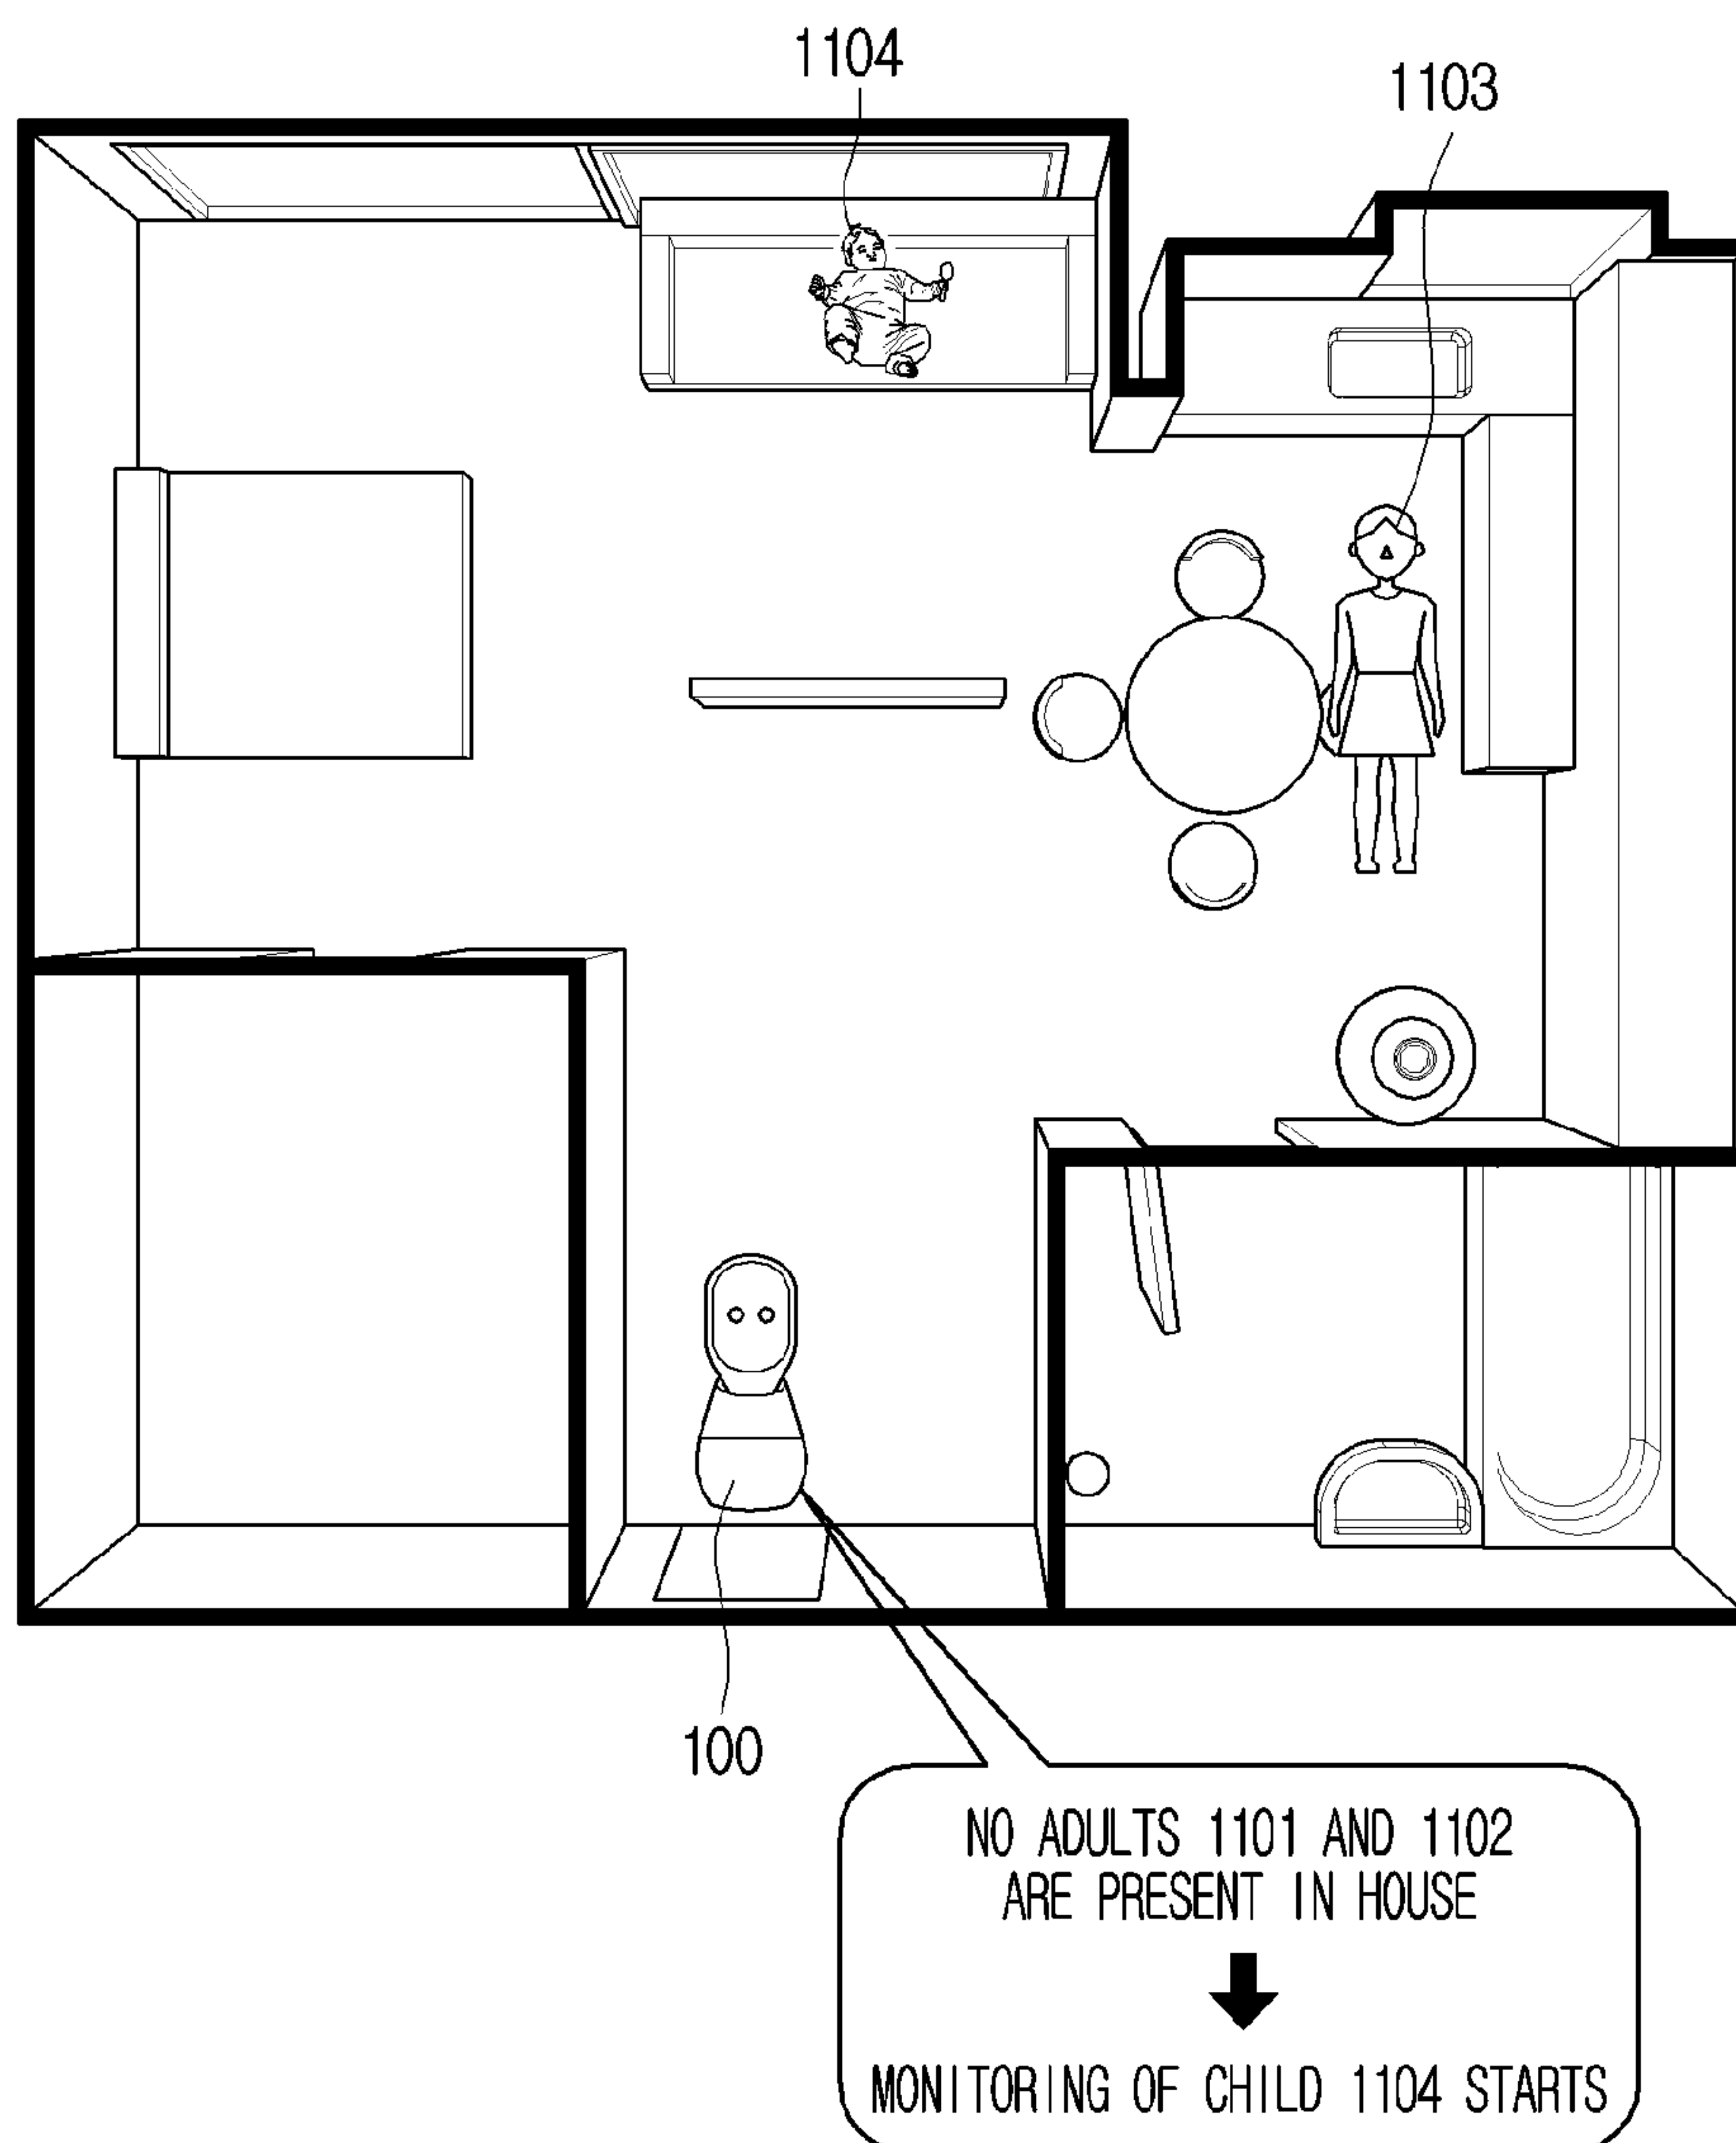 1104
1103
100
NO ADULTS 1101 AND 1102
ARE PRESENT IN HOUSE
MONITORING OF CHILD 1104 STARTS